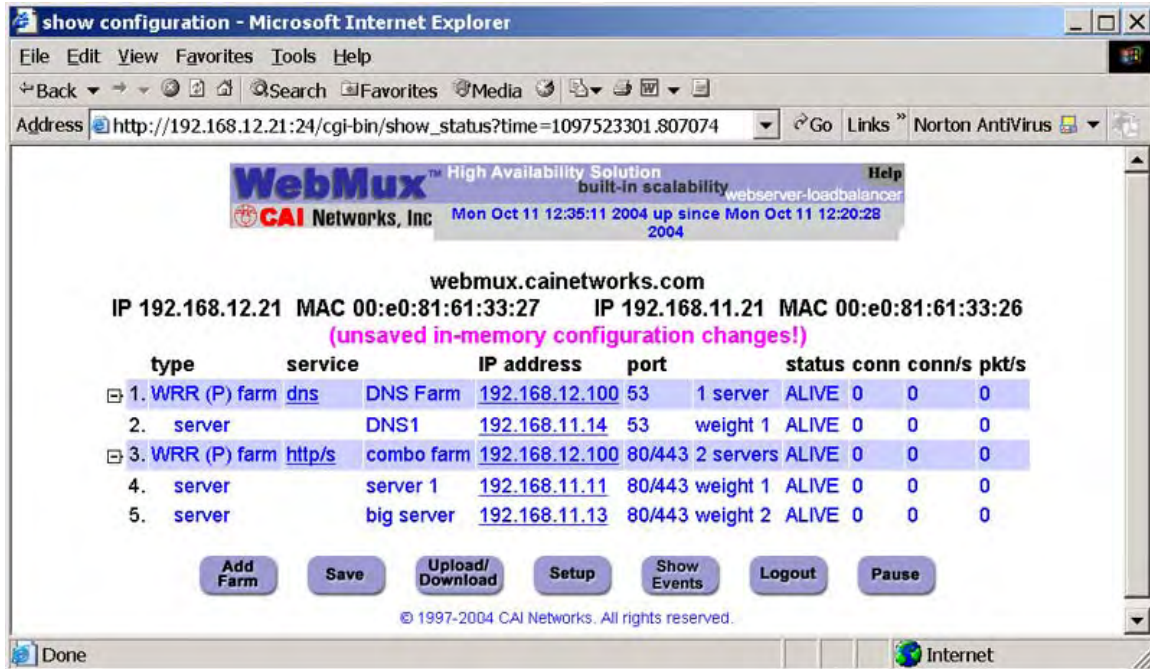 show configuration - Microsoft Internet Explorer
File Edit View Favorites Tools Help
Back Search Favorites Media
Address http://192.168.12.21:24/cgi-bin/show_status?time=1097523301.807074 Go Links » Norton AntiVirus
WebMux™ High Availability Solution Help
built-in scalability webserver-loadbalancer
CAI Networks, Inc Mon Oct 11 12:35:11 2004 up since Mon Oct 11 12:20:28
2004
webmux.cainetworks.com
IP 192.168.12.21 MAC 00:e0:81:61:33:27 IP 192.168.11.21 MAC 00:e0:81:61:33:26
(unsaved in-memory configuration changes!)
type service IP address port status conn conn/s pkt/s
1. WRR (P) farm dns DNS Farm 192.168.12.100 53 1 server ALIVE 0 0 0
2. server DNS1 192.168.11.14 53 weight 1 ALIVE 0 0 0
3. WRR (P) farm http/s combo farm 192.168.12.100 80/443 2 servers ALIVE 0 0 0
4. server server 1 192.168.11.11 80/443 weight 1 ALIVE 0 0 0
5. server big server 192.168.11.13 80/443 weight 2 ALIVE 0 0 0
Add Farm Save Upload/Download Setup Show Events Logout Pause
© 1997-2004 CAI Networks. All rights reserved.
Done Internet